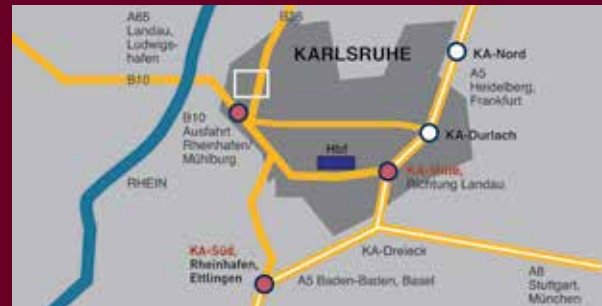 A65
Landau,
Ludwigs-
hafen
B36
KARLSRUHE
KA-Nord
A5
Heidelberg,
Frankfurt
B10
B10
Ausfahrt
Rheinhafen/
Mühlburg
KA-Durlach
Hbf
KA-Mitte,
Richtung Landau
RHEIN
KA-Süd,
Rheinhafen,
Ettlingen
KA-Dreieck
A5 Baden-Baden, Basel
A8
Stuttgart,
München